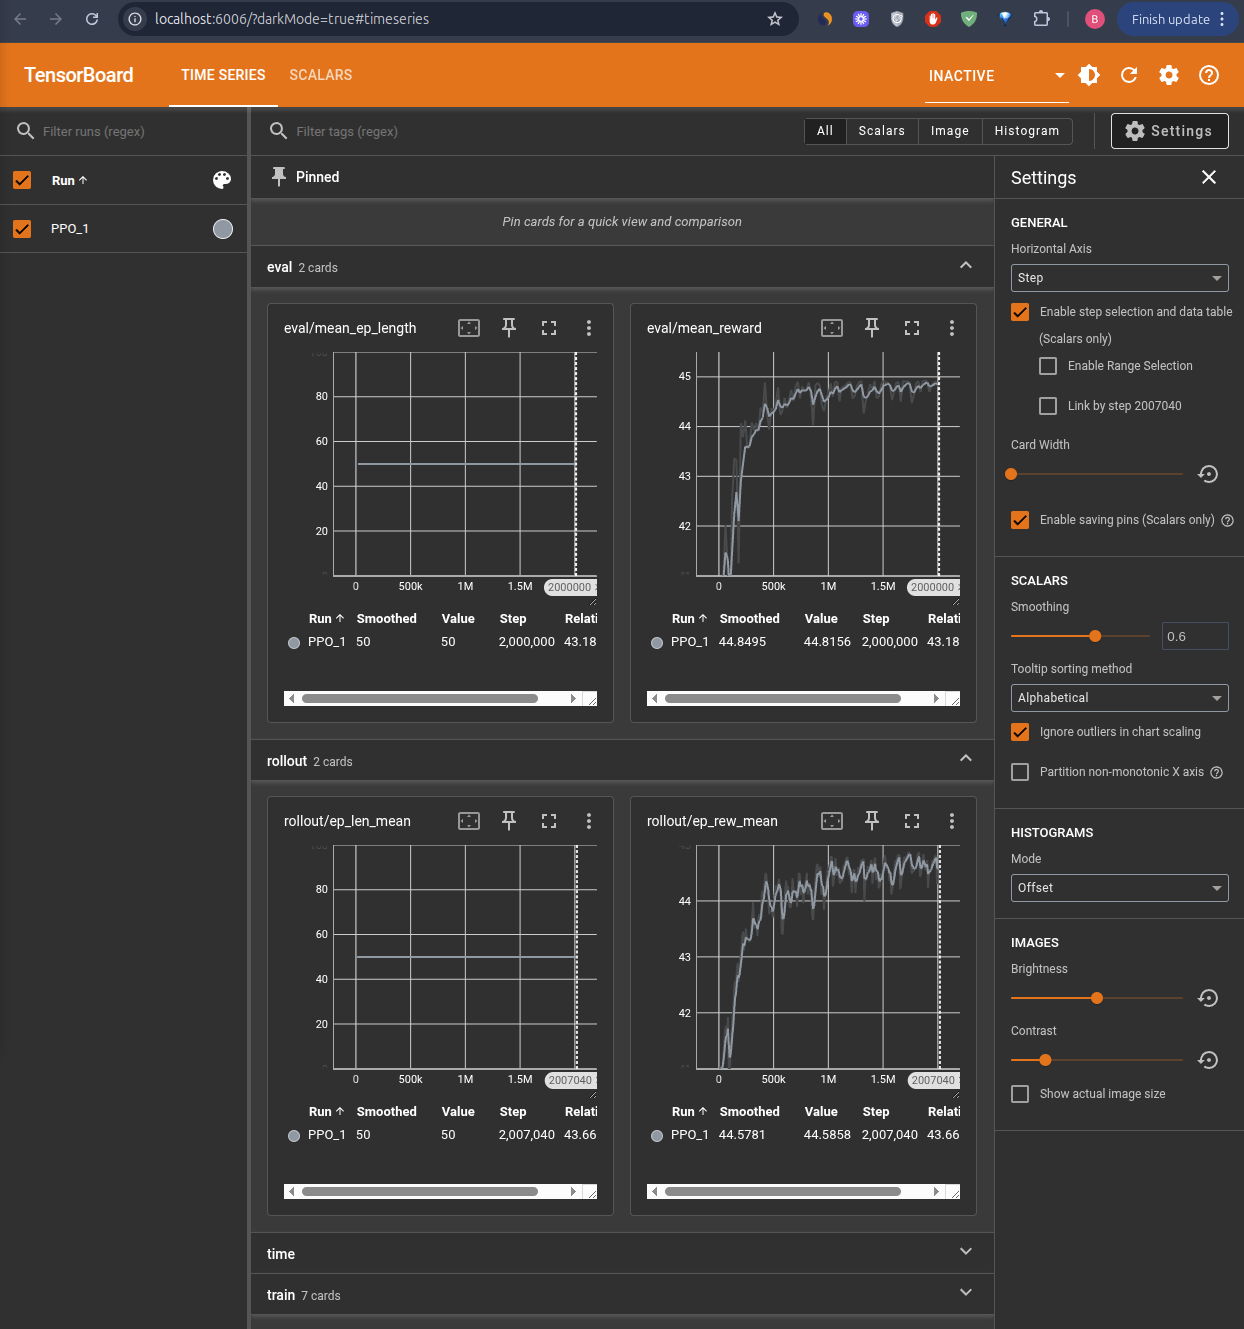 localhost:6006/?darkMode=true#timeseries
B
Finish update
TensorBoard
TIME SERIES
SCALARS
INACTIVE
Filter runs (regex)
Filter tags (regex)
All
Scalars
Image
Histogram
Settings
Run
PPO_1
Pinned
Pin cards for a quick view and comparison
eval 2 cards
eval/mean_ep_length
80
60
40
20
0 500k 1M 1.5M 2000000
Run Smoothed Value Step Relati
PPO_1 50 50 2,000,000 43.18
eval/mean_reward
45
44
43
42
0 500k 1M 1.5M 2000000
Run Smoothed Value Step Relati
PPO_1 44.8495 44.8156 2,000,000 43.18
rollout 2 cards
rollout/ep_len_mean
80
60
40
20
0 500k 1M 1.5M 2007040
Run Smoothed Value Step Relati
PPO_1 50 50 2,007,040 43.66
rollout/ep_rew_mean
44
43
42
0 500k 1M 1.5M 2007040
Run Smoothed Value Step Relati
PPO_1 44.5781 44.5858 2,007,040 43.66
time
train 7 cards
Settings
GENERAL
Horizontal Axis
Step
Enable step selection and data table
(Scalars only)
Enable Range Selection
Link by step 2007040
Card Width
Enable saving pins (Scalars only)
SCALARS
Smoothing
0.6
Tooltip sorting method
Alphabetical
Ignore outliers in chart scaling
Partition non-monotonic X axis
HISTOGRAMS
Mode
Offset
IMAGES
Brightness
Contrast
Show actual image size